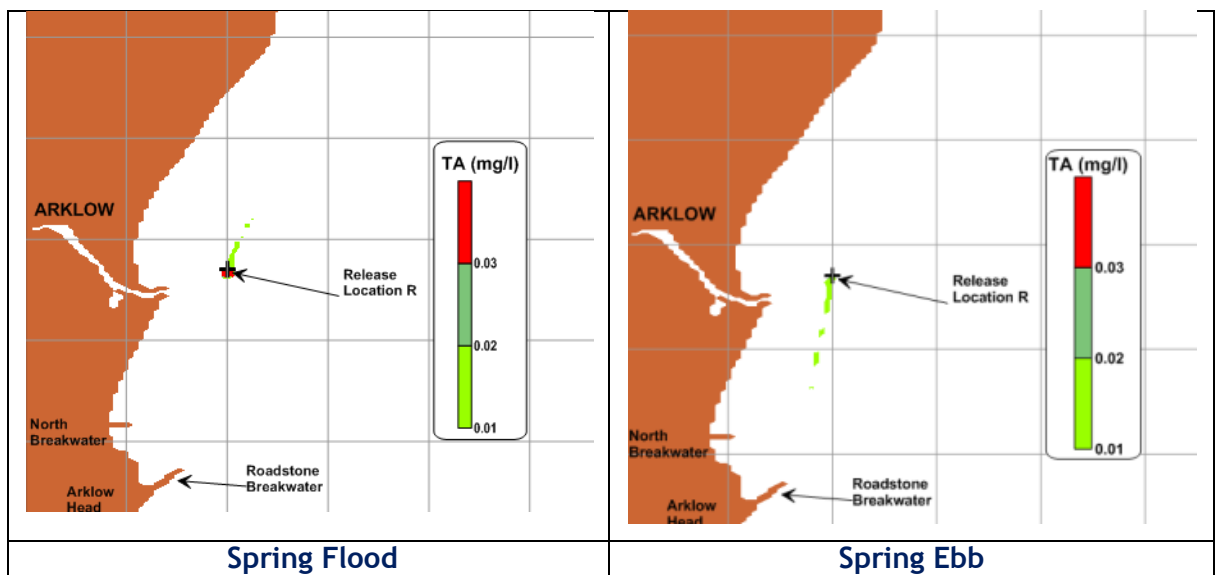 ARKLOW
TA (mg/l)
0.03
0.02
0.01
Release
Location R
North
Breakwater
Roadstone
Breakwater
Arklow
Head
Spring Flood
ARKLOW
TA (mg/l)
0.03
0.02
0.01
Release
Location R
North
Breakwater
Roadstone
Breakwater
Arklow
Head
Spring Ebb